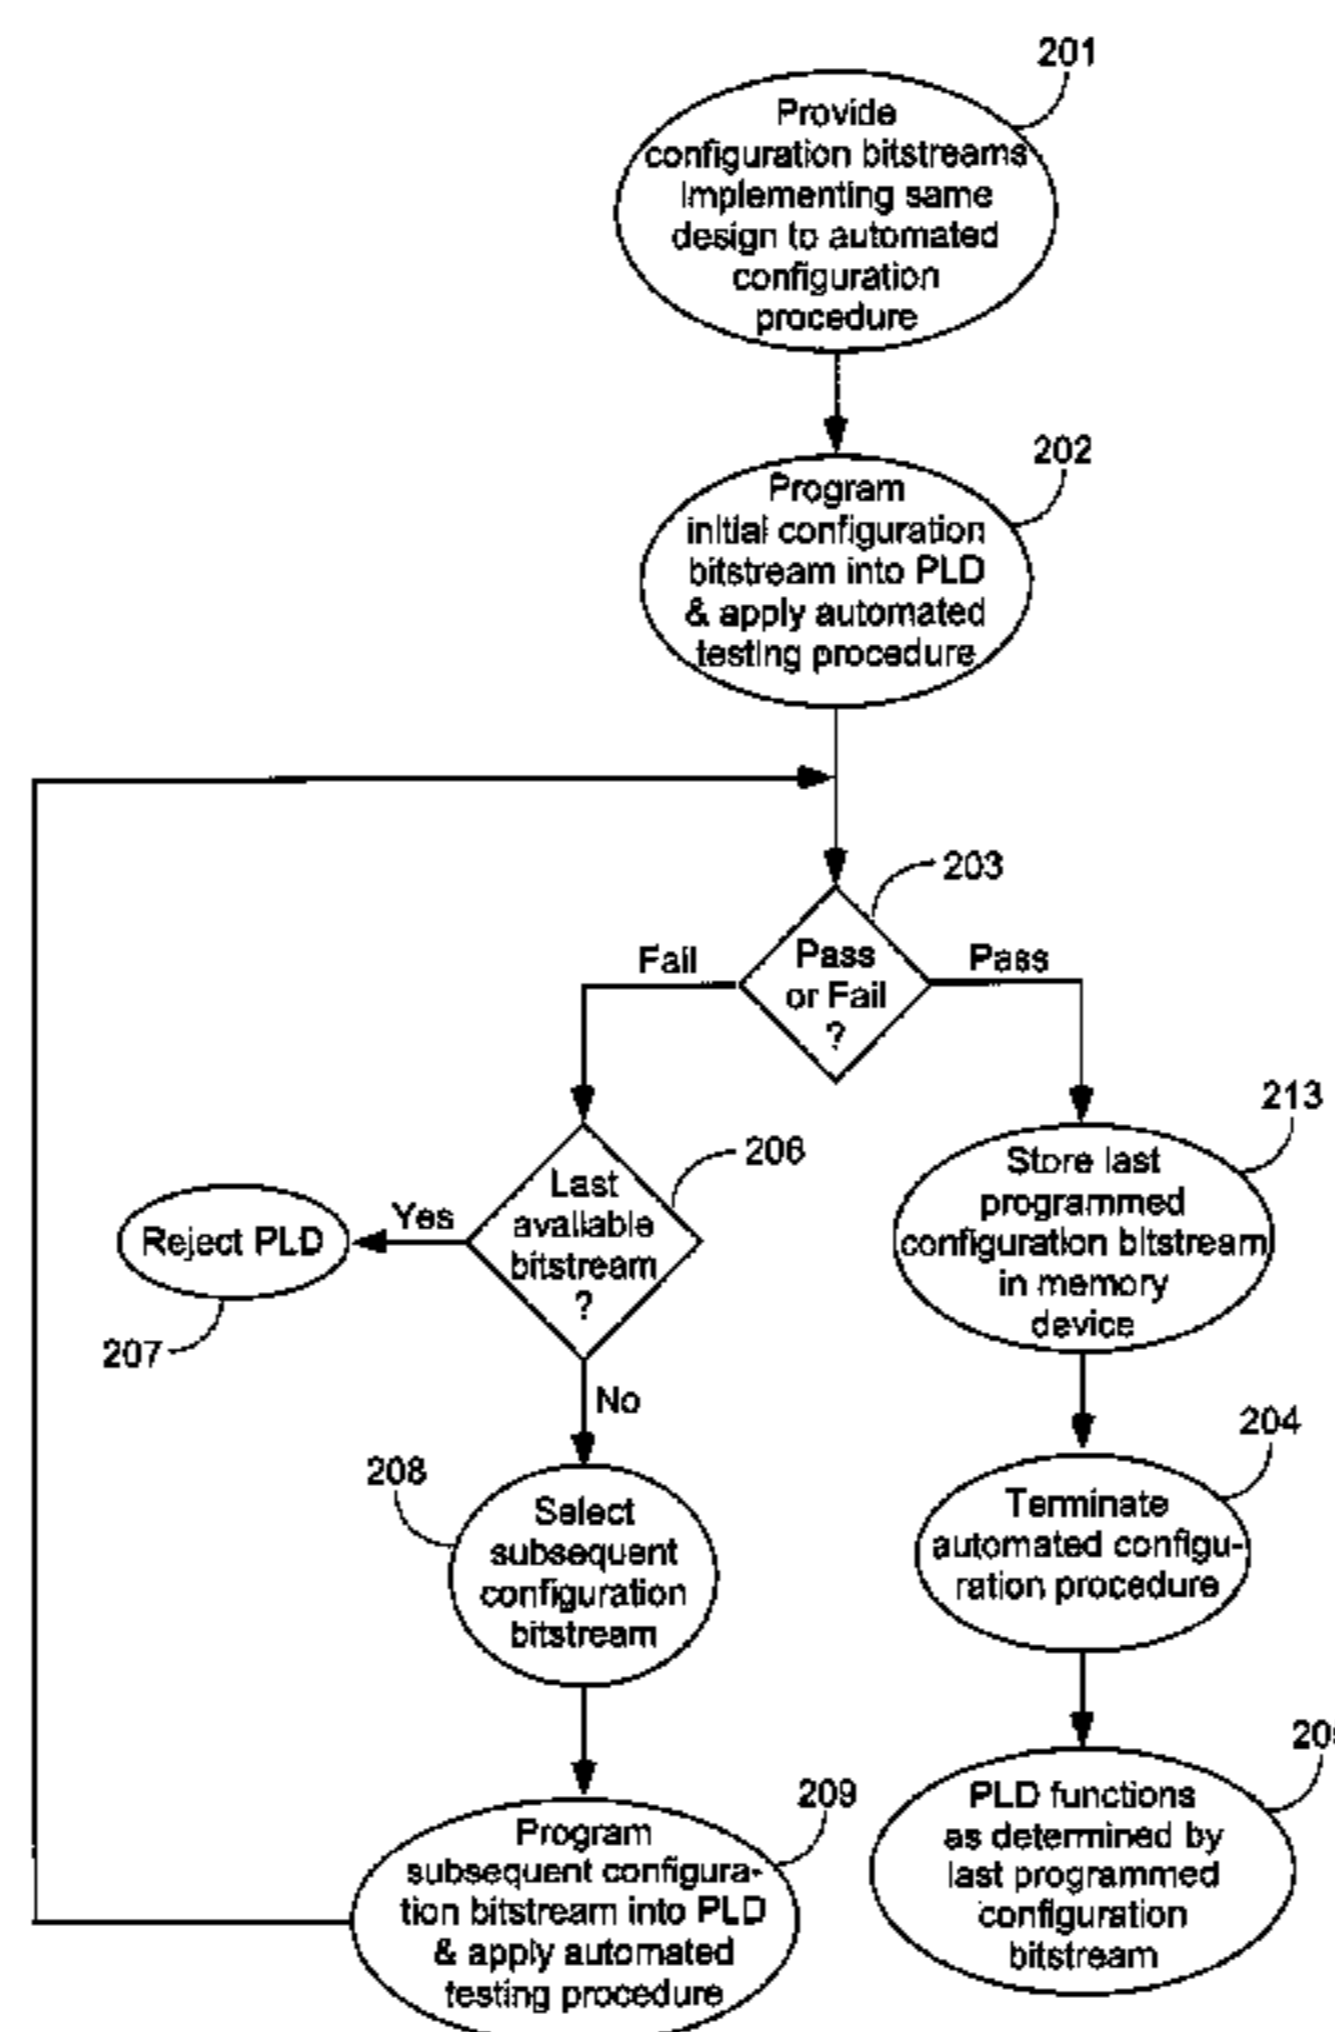 201
Provide
configuration bitstreams
implementing same
design to automated
configuration
procedure
202
Program
initial configuration
bitstream into PLD
& apply automated
testing procedure
203
Fail
Pass
or Fail
?
Pass
213
206
Last
available
bitstream
?
Yes
Reject PLD
207
Store last
programmed
configuration bitstream
in memory
device
No
208
Select
subsequent
configuration
bitstream
204
Terminate
automated configu-
ration procedure
209
Program
subsequent configura-
tion bitstream into PLD
& apply automated
testing procedure
PLD functions
as determined by
last programmed
configuration
bitstream